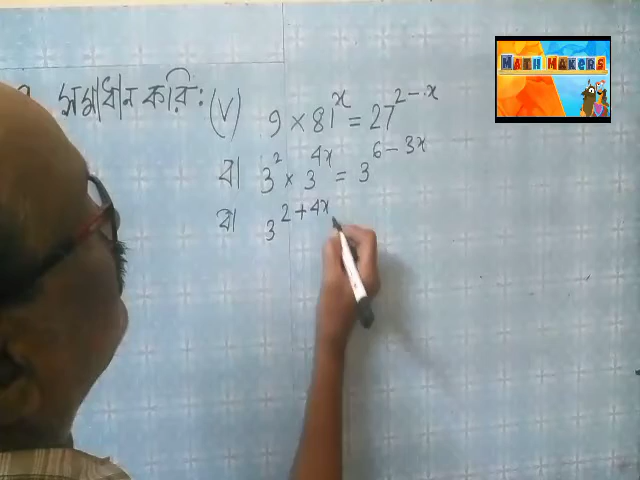 সমাধান করি: (v) 9 × 81^x = 27^{2-x}
বা 3^2 × 3^{4x} = 3^{6-3x}
বা 3^{2+4x}
MATH MAKERS